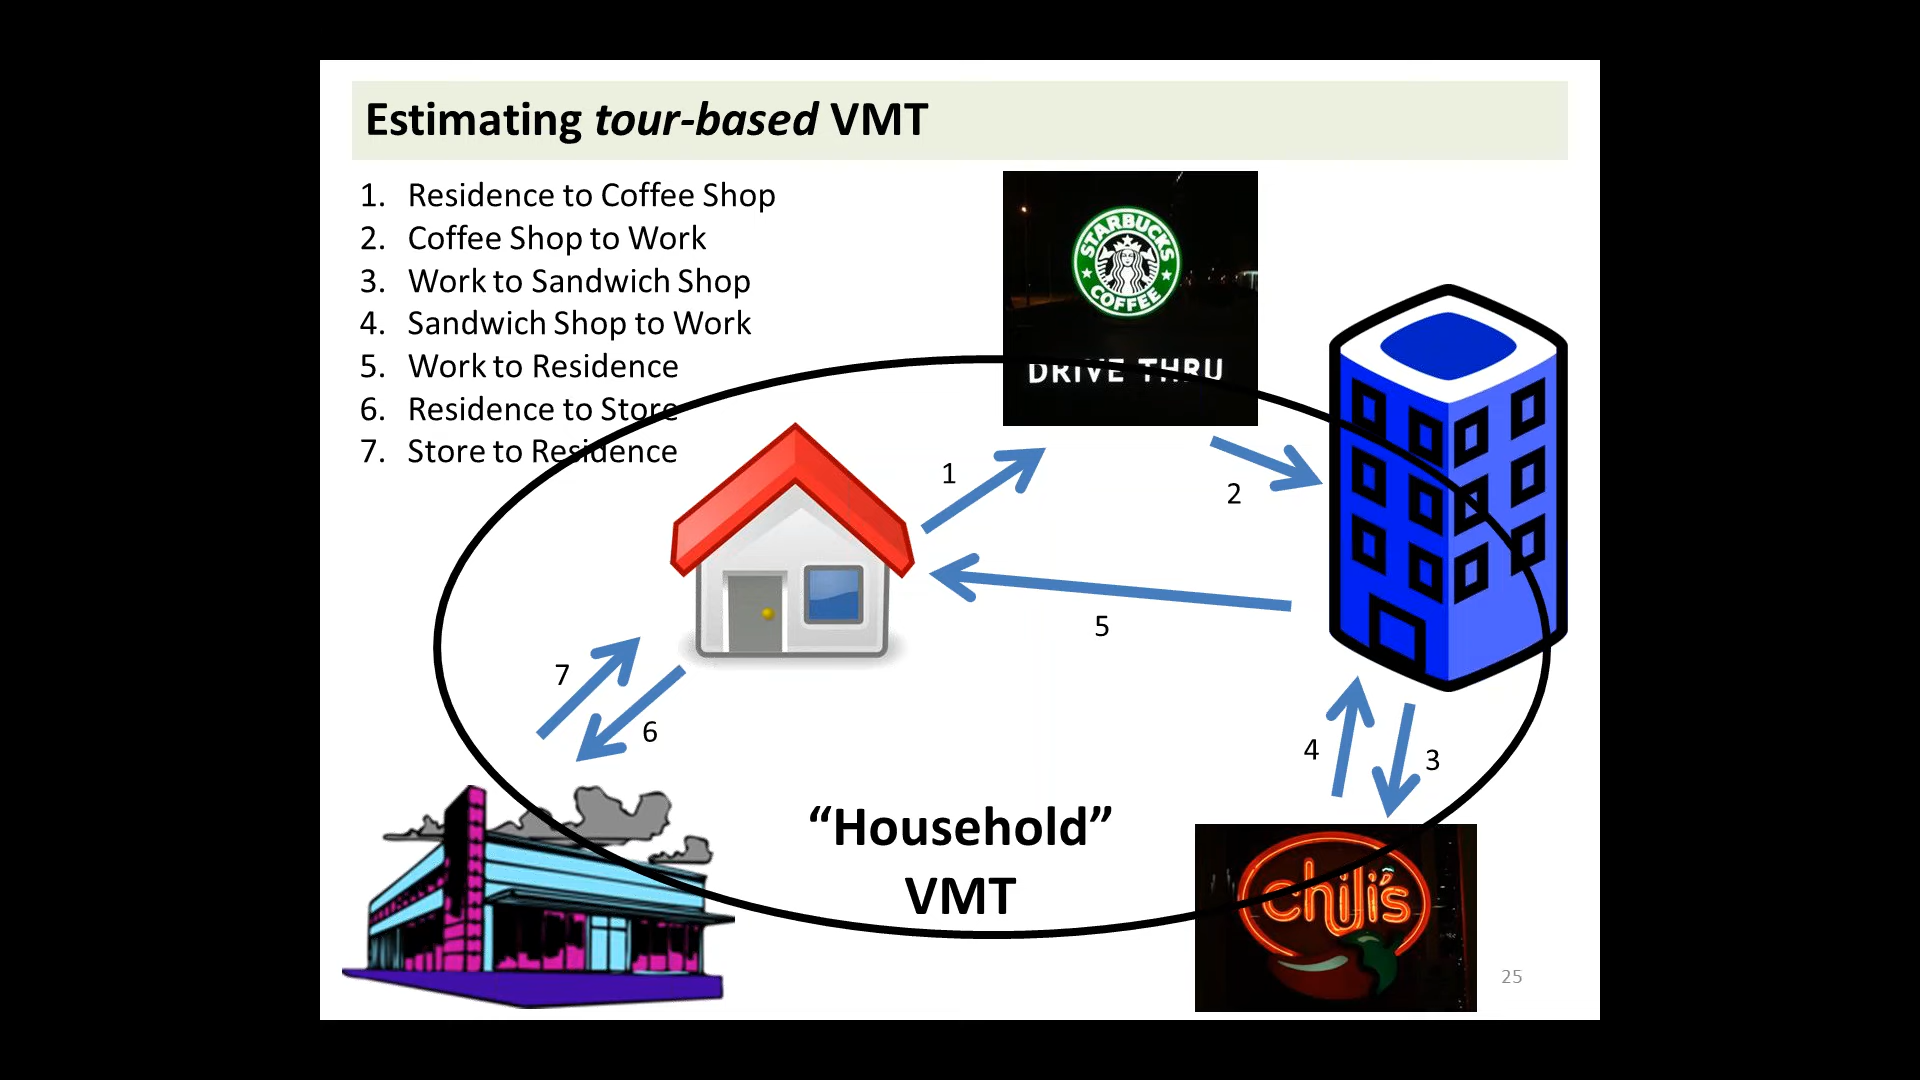 Estimating tour-based VMT
1. Residence to Coffee Shop
2. Coffee Shop to Work
3. Work to Sandwich Shop
4. Sandwich Shop to Work
5. Work to Residence
6. Residence to Store
7. Store to Residence
STARBUCKS
COFFEE
DRIVE THRU
1
2
5
7
6
4
3
“Household”
VMT
chili's
25